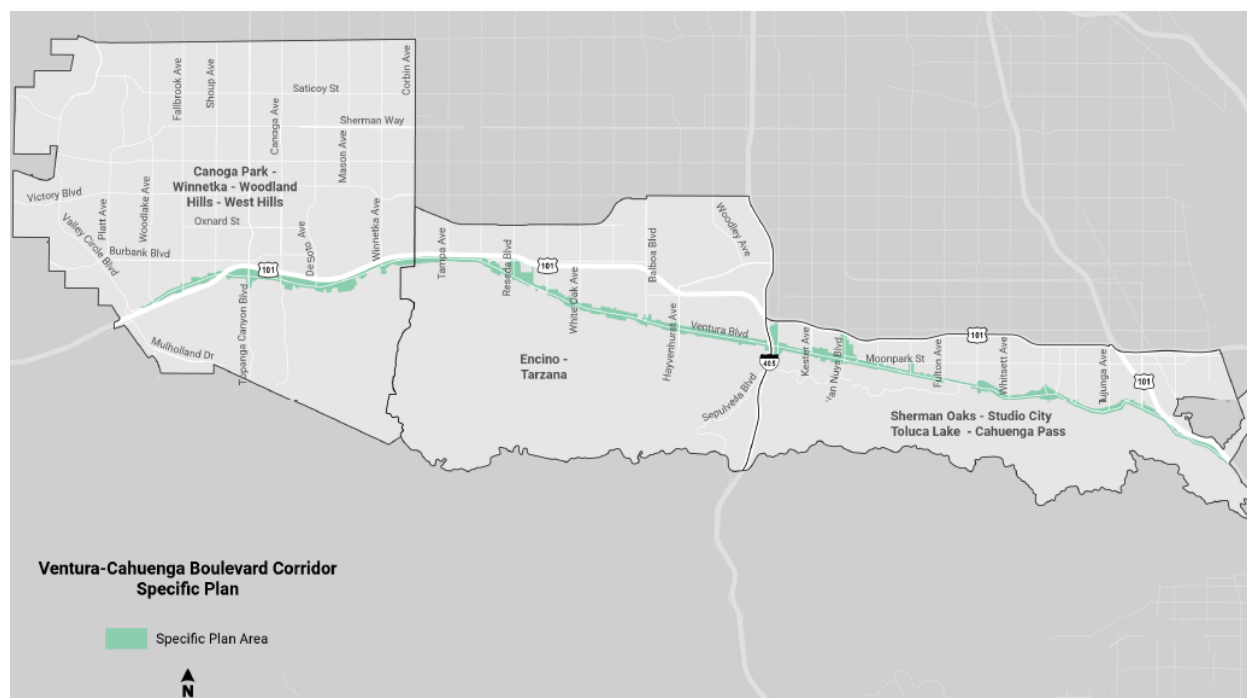 Fallbrook Ave
Shoup Ave
Saticoy St
Corbin Ave
Canoga Ave
Sherman Way
Mason Ave
Canoga Park -
Winnetka - Woodland
Hills - West Hills
Victory Blvd
Platt Ave
Woodlake Ave
Oxnard St
Valley Circle Blvd
Burbank Blvd
DeSoto Ave
Winnetka Ave
101
Topanga Canyon Blvd
Mulholland Dr
Tampa Ave
Reseda Blvd
101
White Oak Ave
Balboa Blvd
Woodley Ave
Hayvenhurst Ave
Ventura Blvd
Encino -
Tarzana
Sepulveda Blvd
405
Kester Ave
Van Nuys Blvd
Moonpark St
Fulton Ave
101
Whitsett Ave
Tujunga Ave
101
Sherman Oaks - Studio City
Toluca Lake - Cahuenga Pass
Ventura-Cahuenga Boulevard Corridor
Specific Plan
Specific Plan Area
N